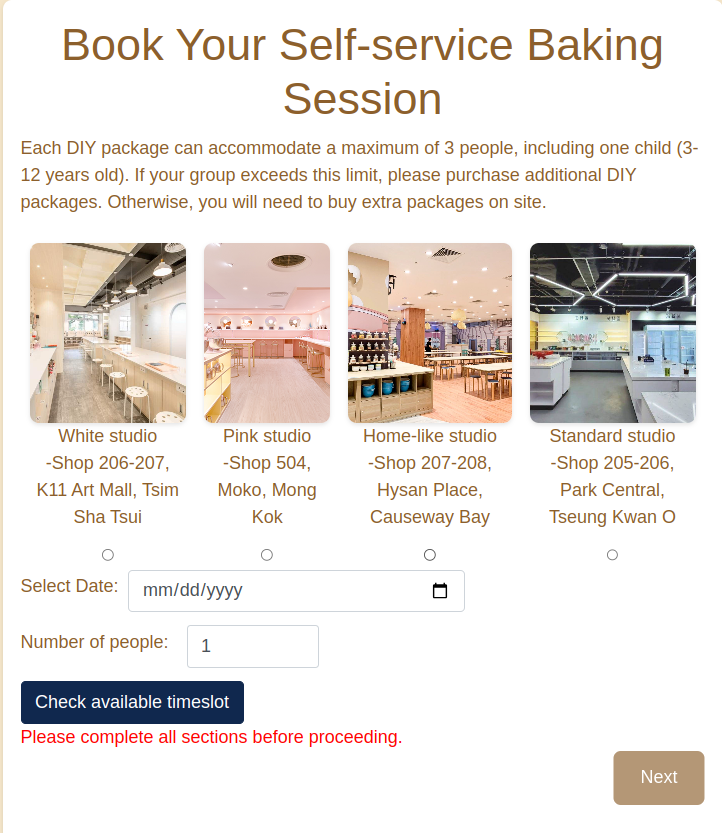 Book Your Self-service Baking
Session
Each DIY package can accommodate a maximum of 3 people, including one child (3-
12 years old). If your group exceeds this limit, please purchase additional DIY
packages. Otherwise, you will need to buy extra packages on site.
White studio
-Shop 206-207,
K11 Art Mall, Tsim
Sha Tsui
Pink studio
-Shop 504,
Moko, Mong
Kok
Home-like studio
-Shop 207-208,
Hysan Place,
Causeway Bay
Standard studio
-Shop 205-206,
Park Central,
Tseung Kwan O
Select Date: mm/dd/yyyy
Number of people: 1
Check available timeslot
Please complete all sections before proceeding.
Next